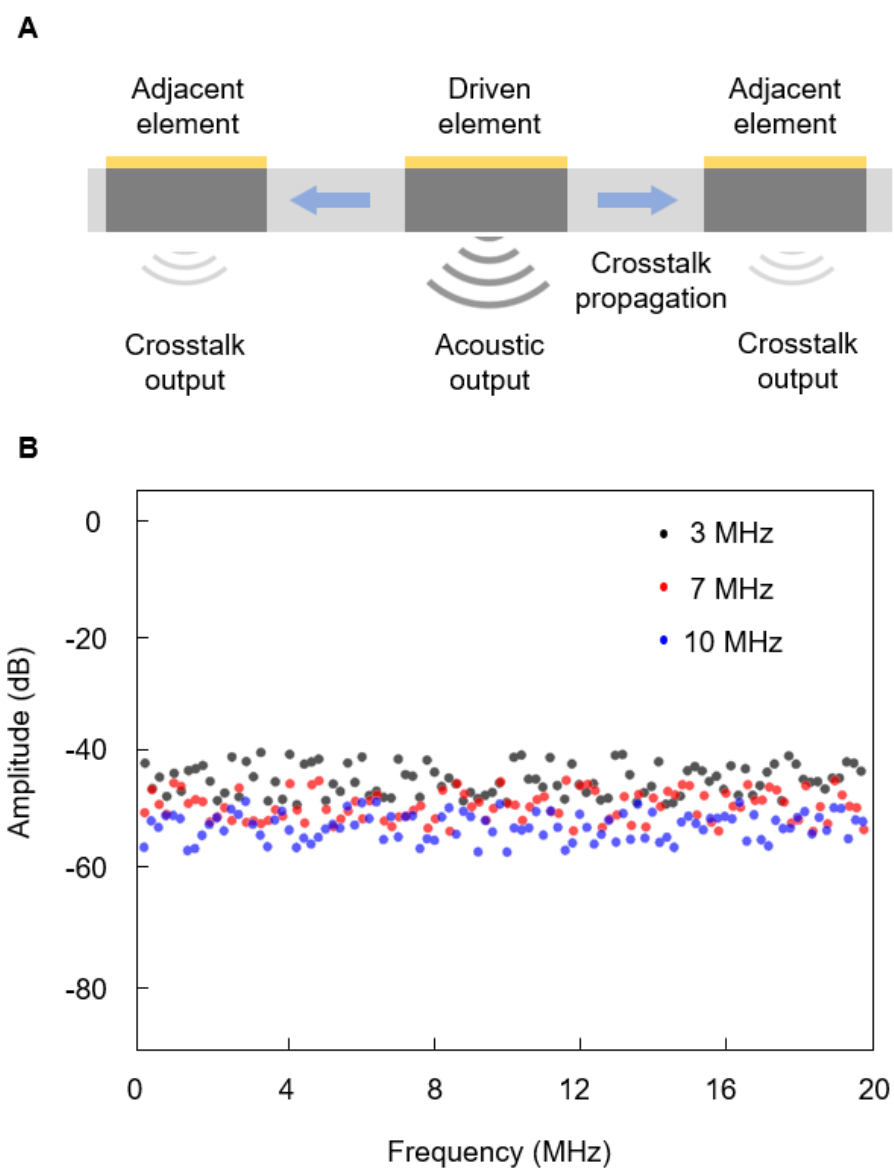 A
Adjacent
element
Driven
element
Adjacent
element
Crosstalk
propagation
Crosstalk
output
Acoustic
output
Crosstalk
output
B
0
-20
-40
-60
-80
Amplitude (dB)
3 MHz
7 MHz
10 MHz
0 4 8 12 16 20
Frequency (MHz)